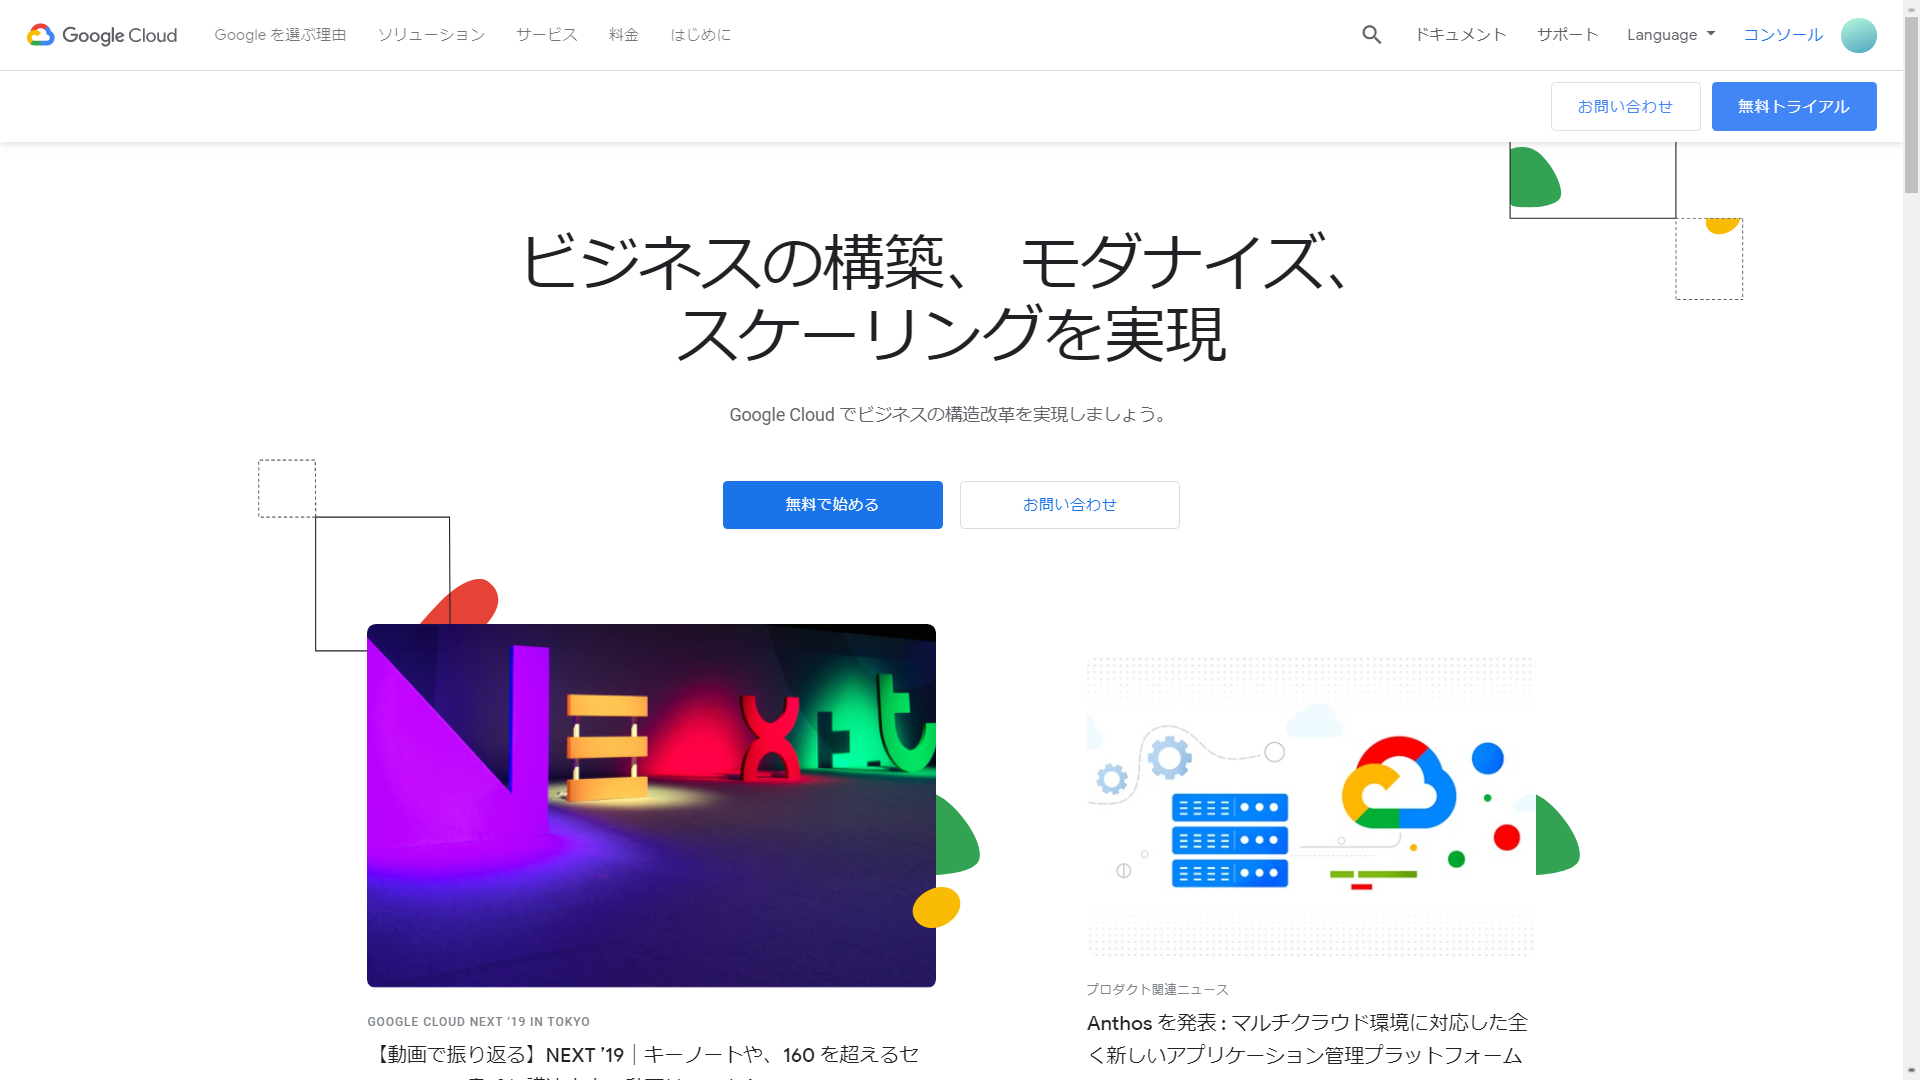 Google Cloud
Google を選ぶ理由
ソリューション
サービス
料金
はじめに
ドキュメント
サポート
Language
コンソール
お問い合わせ
無料トライアル
ビジネスの構築、 モダナイズ、
スケーリングを実現
Google Cloud でビジネスの構造改革を実現しましょう。
無料で始める
お問い合わせ
NEXT
GOOGLE CLOUD NEXT ’19 IN TOKYO
【動画で振り返る】NEXT ’19｜キーノートや、160 を超えるセ
プロダクト関連ニュース
Anthos を発表 : マルチクラウド環境に対応した全
く新しいアプリケーション管理プラットフォーム